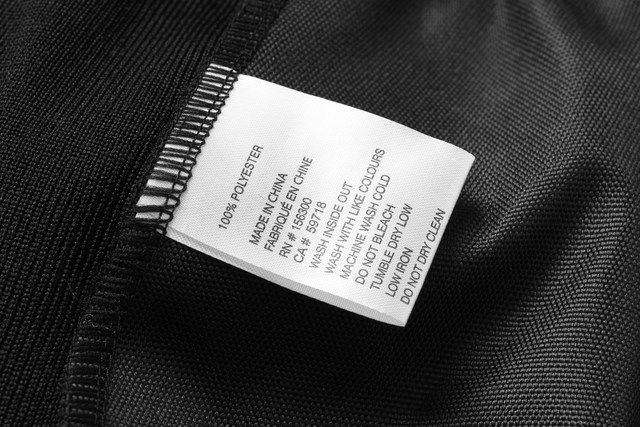 100% POLYESTER
MADE IN CHINA
FABRIQUÉ EN CHINE
RN # 156300
CA # 59718
WASH INSIDE OUT
WASH WITH LIKE COLOURS
MACHINE WASH COLD
DO NOT BLEACH
TUMBLE DRY LOW
LOW IRON
DO NOT DRY CLEAN